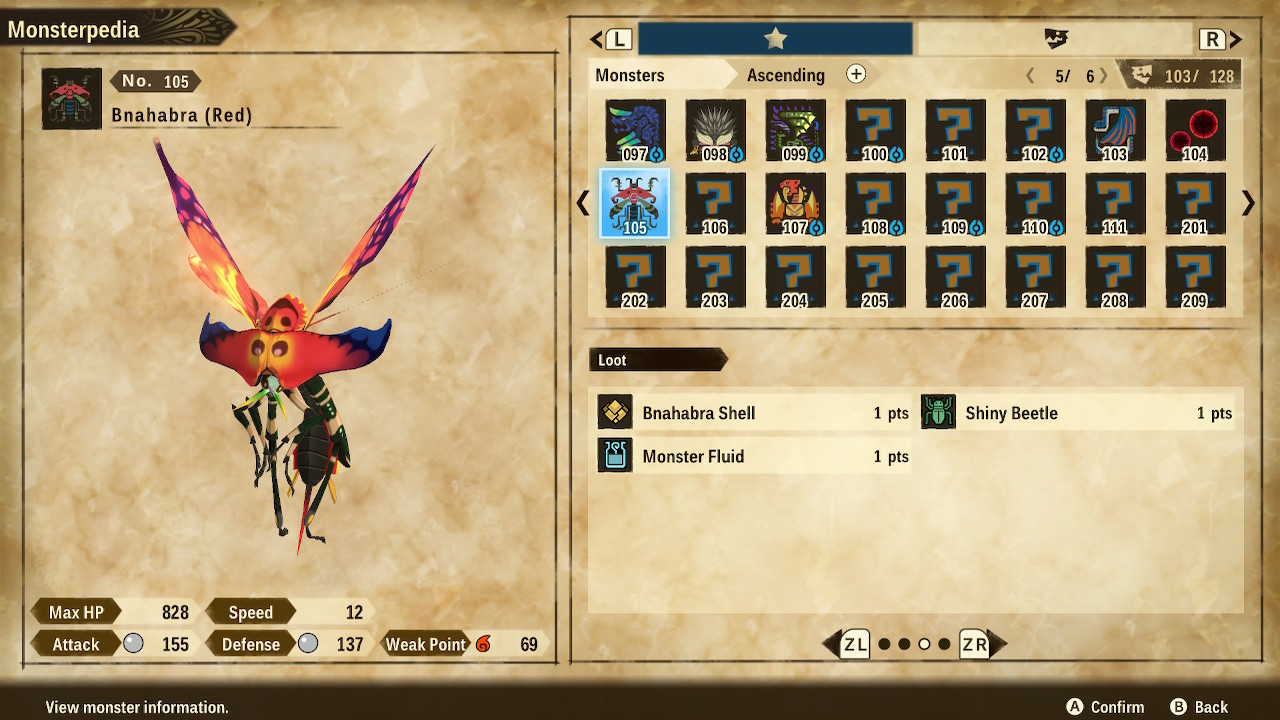 Monsterpedia
No. 105
Bnahabra (Red)
L
R
Monsters
Ascending
5/ 6
103/ 128
097 098 099 100 101 102 103 104
105 106 107 108 109 110 111 201
202 203 204 205 206 207 208 209
Loot
Bnahabra Shell 1 pts Shiny Beetle 1 pts
Monster Fluid 1 pts
Max HP 828 Speed 12
Attack 155 Defense 137 Weak Point 69
ZL ZR
View monster information.
A Confirm B Back